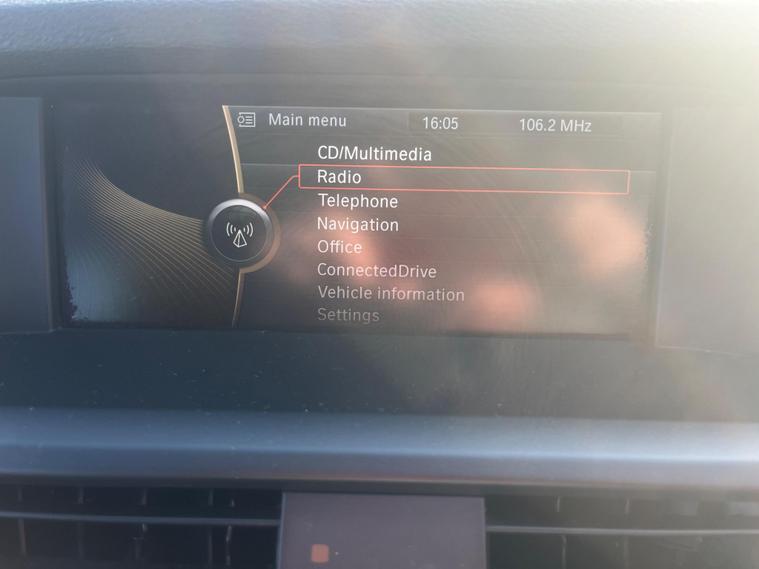 Main menu 16:05 106.2 MHz
CD/Multimedia
Radio
Telephone
Navigation
Office
ConnectedDrive
Vehicle information
Settings